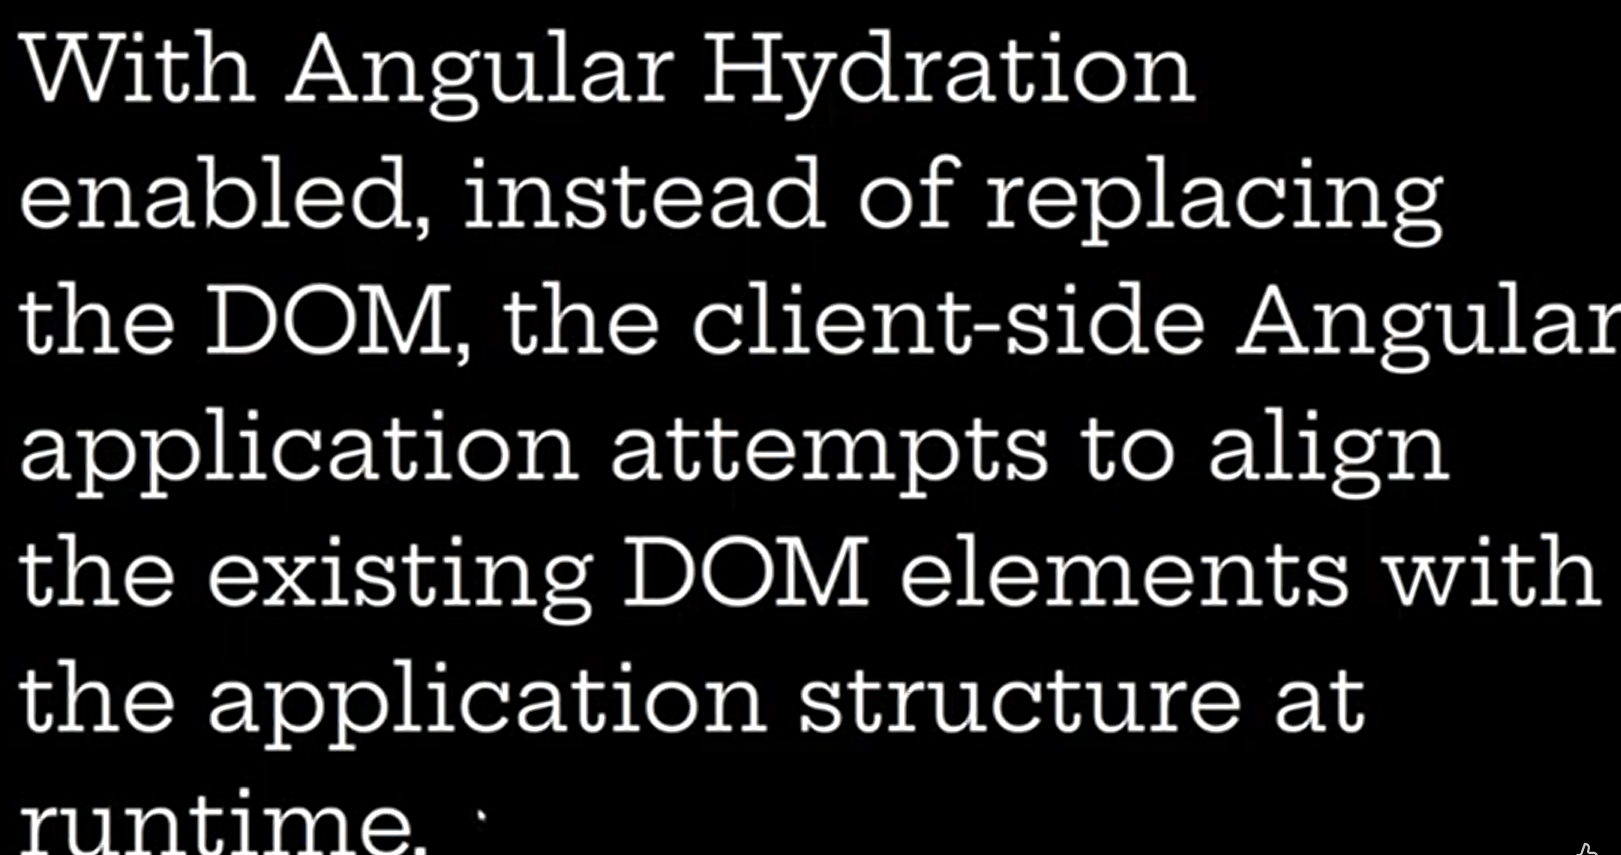 With Angular Hydration
enabled, instead of replacing
the DOM, the client-side Angular
application attempts to align
the existing DOM elements with
the application structure at
runtime.